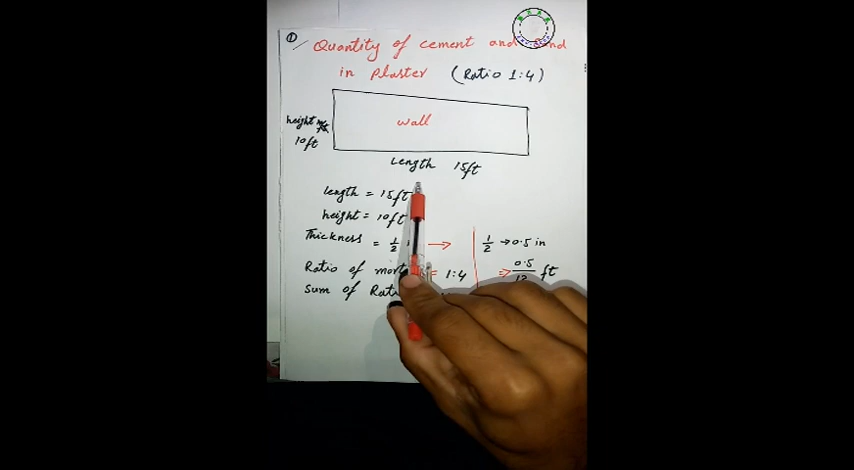 ①
Quantity of cement and Sand
in Plaster (Ratio 1:4)
wall
height
10ft
Length 15ft
length = 15ft
height = 10ft
Thickness = 1/2
1/2 → 0.5 in
Ratio of = 1:4
⇒ 0.5/12 ft
Sum of